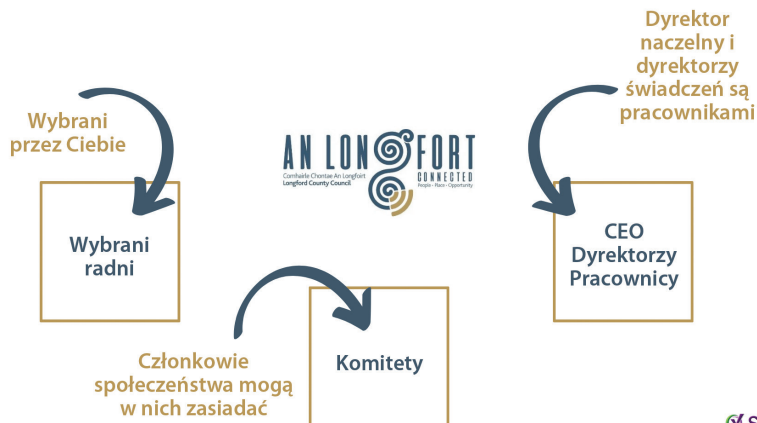 Dyrektor
naczelny i
dyrektorzy
świadczeń są
pracownikami
Wybrani
przez Ciebie
AN LONGFORT
Comhairle Chontae An Longfoirt
Longford County Council
CONNECTED
People - Place - Opportunity
Wybrani
radni
CEO
Dyrektorzy
Pracownicy
Członkowie
społeczeństwa mogą
w nich zasiadać
Komitety